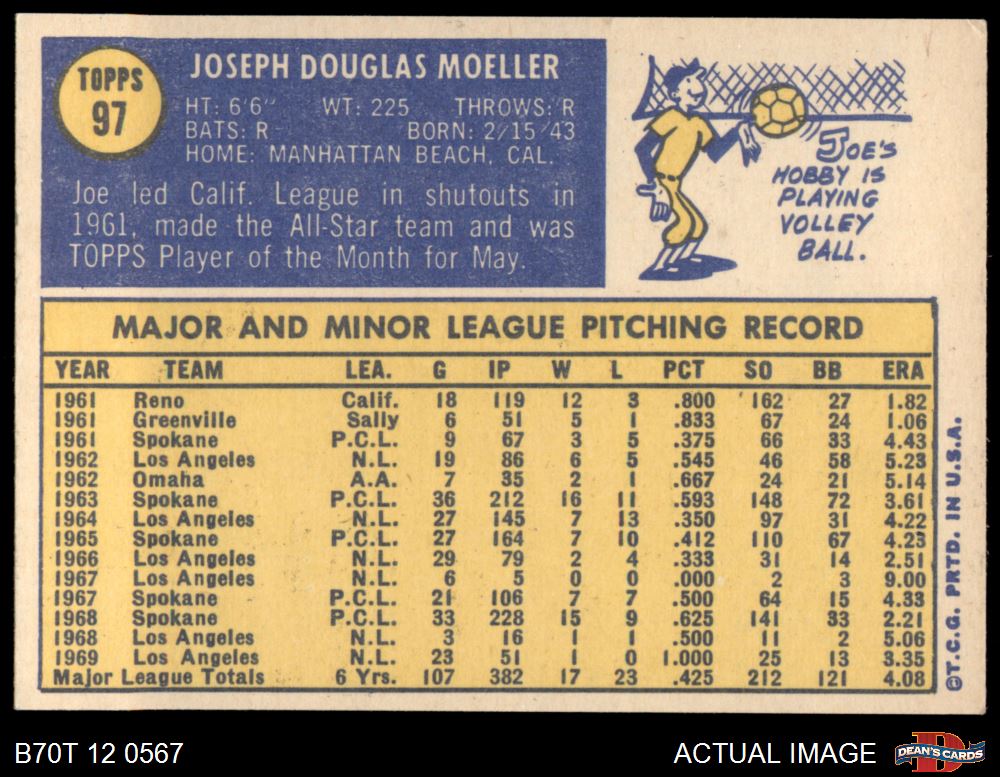 TOPPS
97
JOSEPH DOUGLAS MOELLER
HT: 6'6" WT: 225 THROWS: R
BATS: R BORN: 2/15/43
HOME: MANHATTAN BEACH, CAL.
Joe led Calif. League in shutouts in
1961, made the All-Star team and was
TOPPS Player of the Month for May.
JOE'S
HOBBY IS
PLAYING
VOLLEY
BALL.
MAJOR AND MINOR LEAGUE PITCHING RECORD
YEAR TEAM LEA. G IP W L PCT SO BB ERA
1961 Reno Calif. 18 119 12 3 .800 162 27 1.82
1961 Greenville Sally 6 51 5 1 .833 67 24 1.06
1961 Spokane P.C.L. 9 67 3 5 .375 66 33 4.43
1962 Los Angeles N.L. 19 86 6 5 .545 46 58 5.23
1962 Omaha A.A. 7 35 2 1 .667 24 21 5.14
1963 Spokane P.C.L. 36 212 16 11 .593 148 72 3.61
1964 Los Angeles N.L. 27 145 7 13 .350 97 31 4.22
1965 Spokane P.C.L. 27 164 7 10 .412 110 67 4.23
1966 Los Angeles N.L. 29 79 2 4 .333 31 14 2.51
1967 Los Angeles N.L. 6 5 0 0 .000 2 3 9.00
1967 Spokane P.C.L. 21 106 7 7 .500 64 15 4.33
1968 Spokane P.C.L. 33 228 15 9 .625 141 33 2.21
1968 Los Angeles N.L. 3 16 1 1 .500 11 2 5.06
1969 Los Angeles N.L. 23 51 1 0 1.000 25 13 3.35
Major League Totals 6 Yrs. 107 382 17 23 .425 212 121 4.08
©T.C.G. PRTD. IN U.S.A.
B70T 12 0567
ACTUAL IMAGE
DEAN'S CARDS